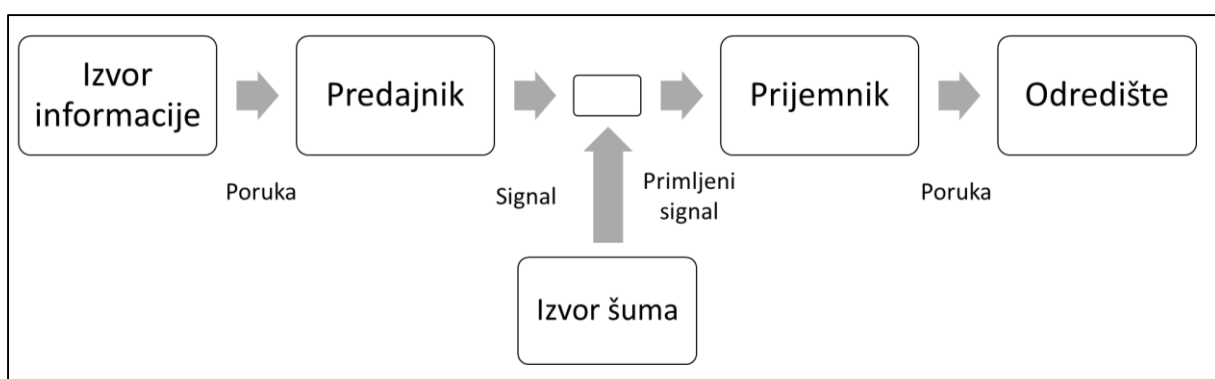 Izvor
informacije
Predajnik
Prijemnik
Odredište
Poruka
Signal
Primljeni
signal
Poruka
Izvor šuma